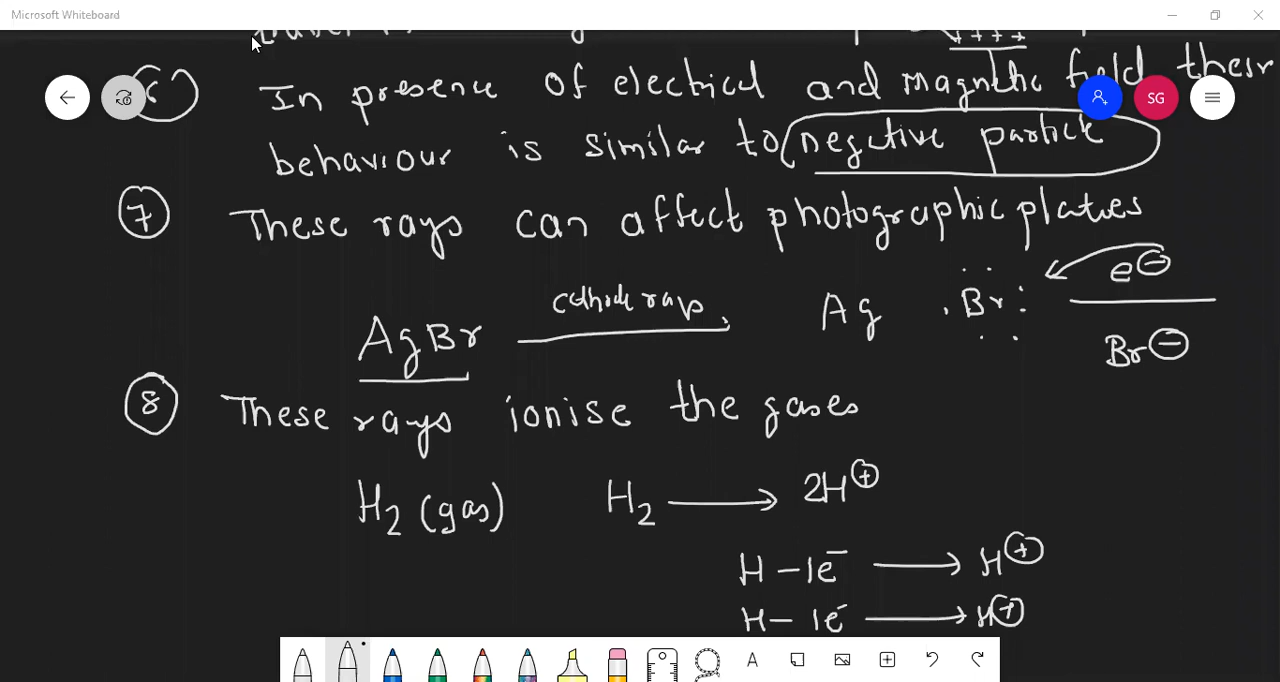 Microsoft Whiteboard
In presence of electrical and magnetic field their
SG
behaviour is similar to negative particle
7 These rays can affect photographic plates
AgBr cathode rays Ag Br e⊖
Br⊖
8 These rays ionise the gases
H2 (gas) H2 ⟶ 2H⊕
H – 1e⁻ ⟶ H⊕
H – 1e⁻ ⟶ H⊕
A